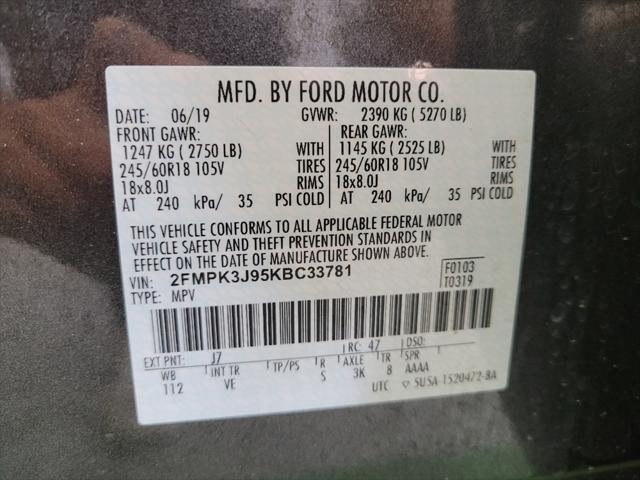 MFD. BY FORD MOTOR CO.
DATE: 06/19 GVWR: 2390 KG ( 5270 LB)
FRONT GAWR: REAR GAWR:
1247 KG ( 2750 LB) WITH 1145 KG ( 2525 LB) WITH
245/60R18 105V TIRES 245/60R18 105V TIRES
18x8.0J RIMS 18x8.0J RIMS
AT 240 kPa/ 35 PSI COLD AT 240 kPa/ 35 PSI COLD
THIS VEHICLE CONFORMS TO ALL APPLICABLE FEDERAL MOTOR
VEHICLE SAFETY AND THEFT PREVENTION STANDARDS IN
EFFECT ON THE DATE OF MANUFACTURE SHOWN ABOVE.
VIN: 2FMPK3J95KBC33781 F0103
TYPE: MPV T0319
EXT PNT: J7 RC: 47 DSO:
WB INT TR TP/PS R AXLE TR SPR
112 VE S 3K 8 AAAA
UTC 5U5A-1520472-BA